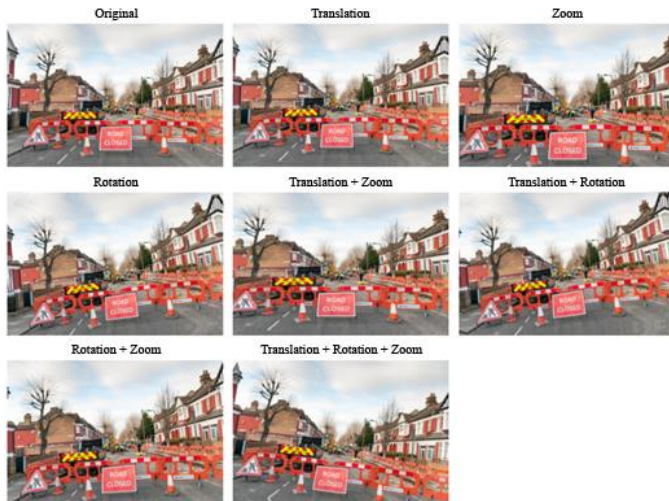 Original
Translation
Zoom
ROAD
CLOSED
ROAD
CLOSED
ROAD
CLOSED
Rotation
Translation + Zoom
Translation + Rotation
ROAD
CLOSED
ROAD
CLOSED
ROAD
CLOSED
Rotation + Zoom
Translation + Rotation + Zoom
ROAD
CLOSED
ROAD
CLOSED